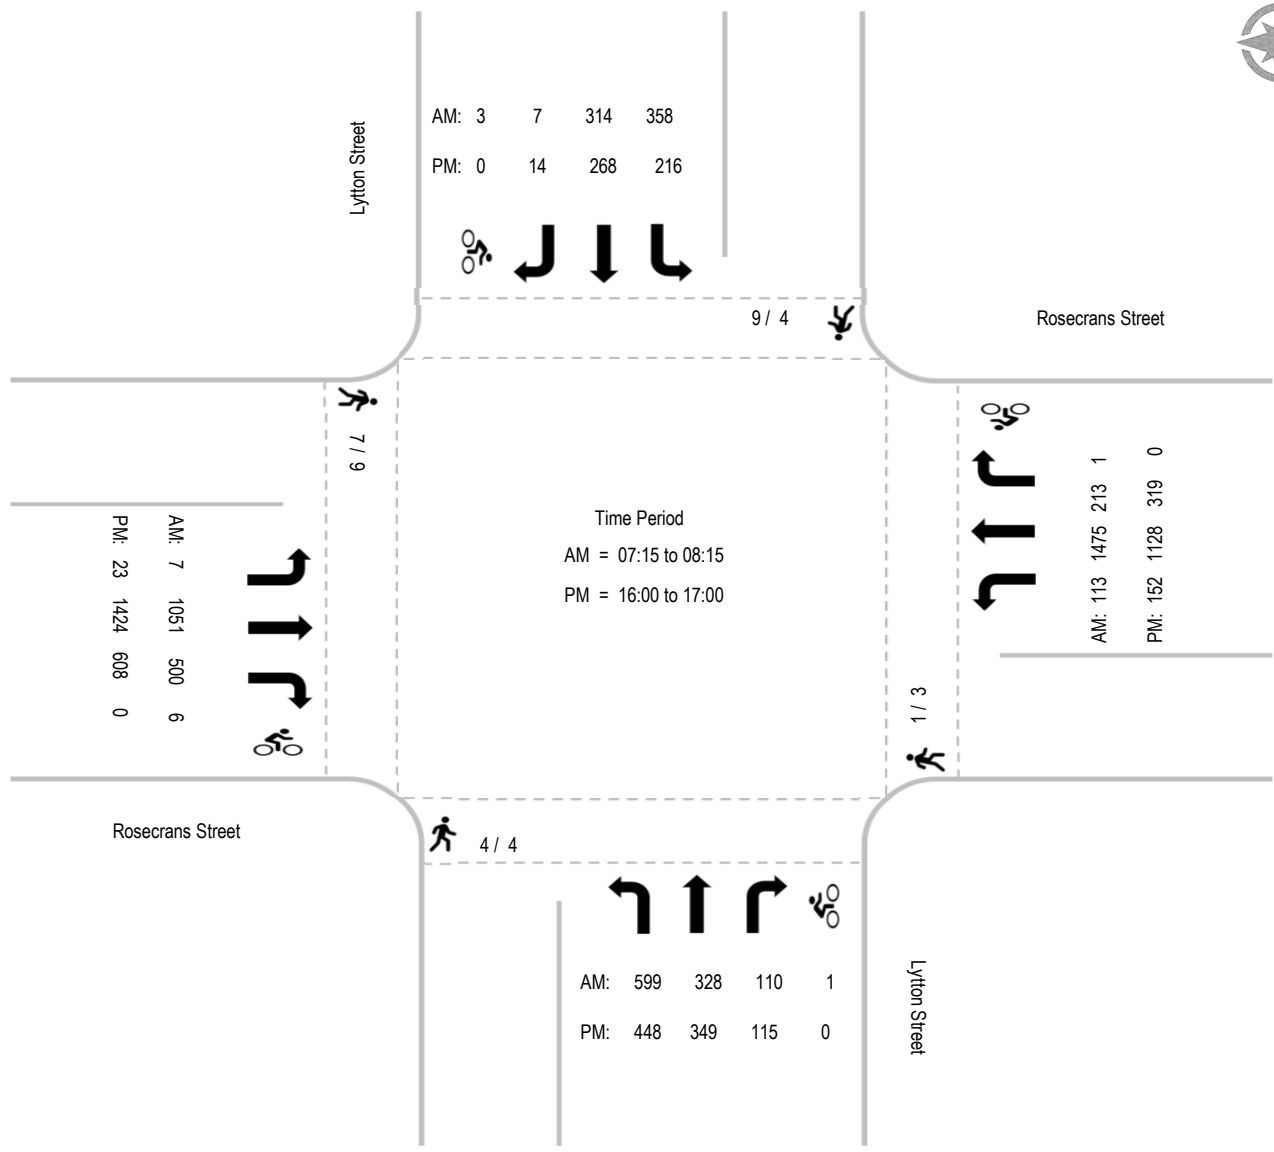 Lytton Street
AM: 3 7 314 358
PM: 0 14 268 216
9 / 4
Rosecrans Street
7 / 9
AM: 113 1475 213 1
PM: 152 1128 319 0
Time Period
AM = 07:15 to 08:15
PM = 16:00 to 17:00
AM: 7 1051 500 6
PM: 23 1424 608 0
1 / 3
Rosecrans Street
4 / 4
AM: 599 328 110 1
PM: 448 349 115 0
Lytton Street